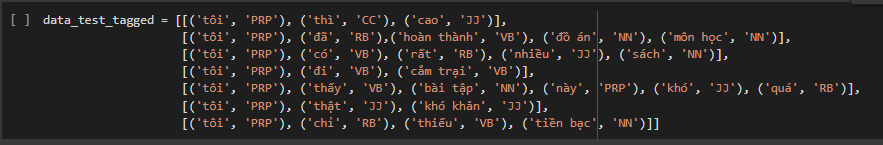 [ ] data_test_tagged = [[('tôi', 'PRP'), ('thì', 'CC'), ('cao', 'JJ')],
[('tôi', 'PRP'), ('đã', 'RB'),('hoàn thành', 'VB'), ('đồ án', 'NN'), ('môn học', 'NN')],
[('tôi', 'PRP'), ('có', 'VB'), ('rất', 'RB'), ('nhiều', 'JJ'), ('sách', 'NN')],
[('tôi', 'PRP'), ('đi', 'VB'), ('cắm trại', 'VB')],
[('tôi', 'PRP'), ('thấy', 'VB'), ('bài tập', 'NN'), ('này', 'PRP'), ('khó', 'JJ'), ('quá', 'RB')],
[('tôi', 'PRP'), ('thật', 'JJ'), ('khó khăn', 'JJ')],
[('tôi', 'PRP'), ('chỉ', 'RB'), ('thiếu', 'VB'), ('tiền bạc', 'NN')]]